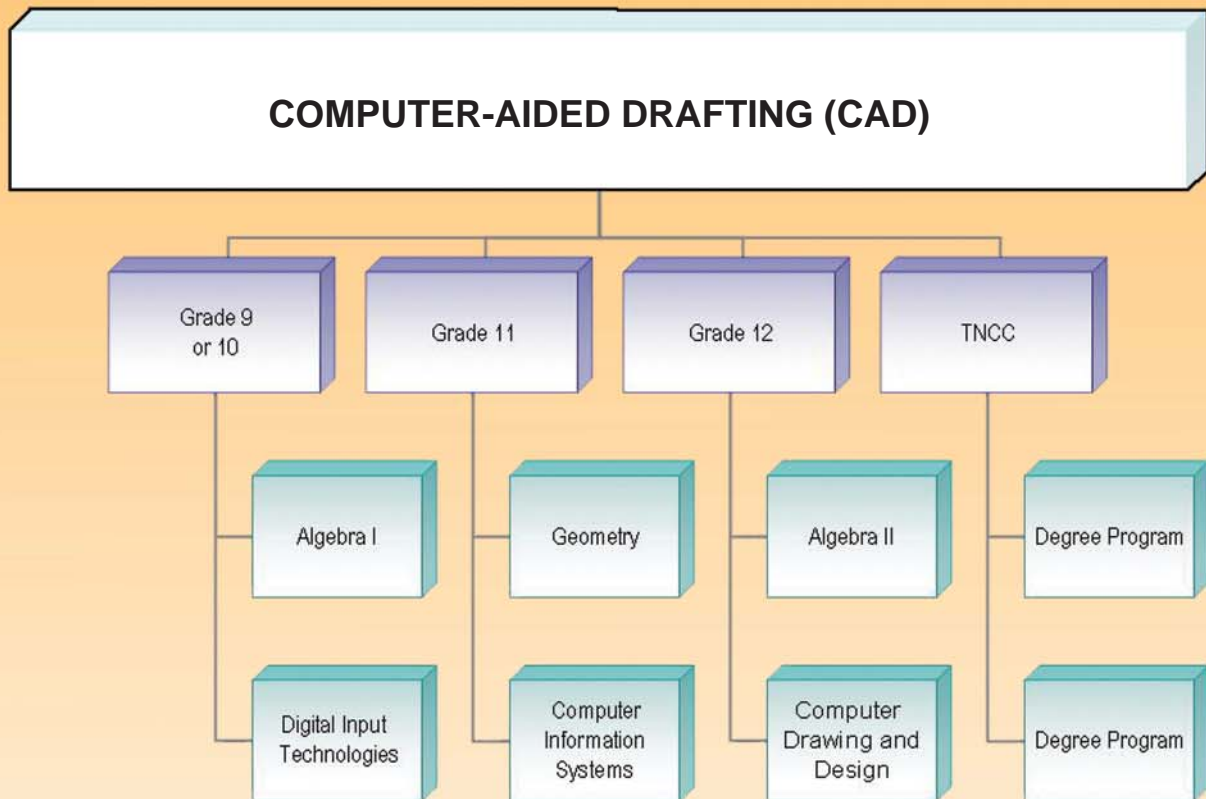 COMPUTER-AIDED DRAFTING (CAD)
Grade 9
or 10
Grade 11
Grade 12
TNCC
Algebra I
Geometry
Algebra II
Degree Program
Digital Input
Technologies
Computer
Information
Systems
Computer
Drawing and
Design
Degree Program